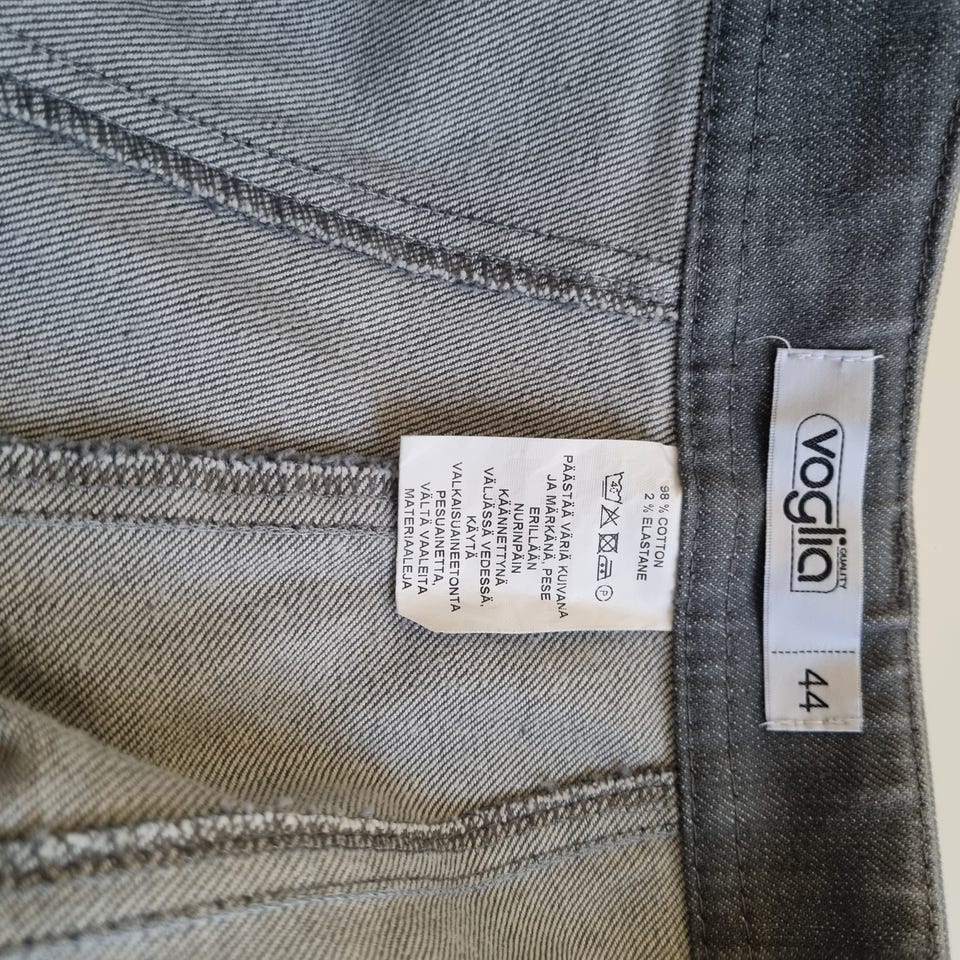 98 % COTTON
2 % ELASTANE
40
P
PÄÄSTÄÄ VÄRIÄ KUIVANA
JA MÄRKÄNÄ, PESE
ERILLÄÄN
NURINPÄIN
KÄÄNNETTYNÄ
VÄLJÄSSÄ VEDESSÄ,
KÄYTÄ
VALKAISUAINEETONTA
PESUAINETTA,
VÄLTÄ VAALEITA
MATERIAALEJA
voglia
QUALITY
44